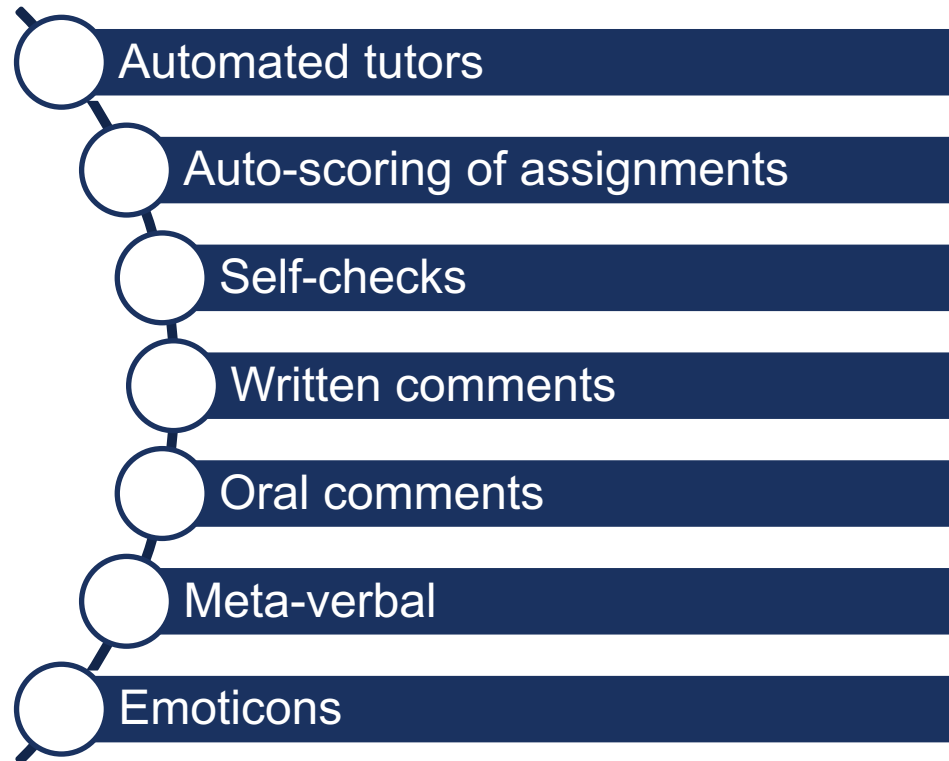 Automated tutors
Auto-scoring of assignments
Self-checks
Written comments
Oral comments
Meta-verbal
Emoticons